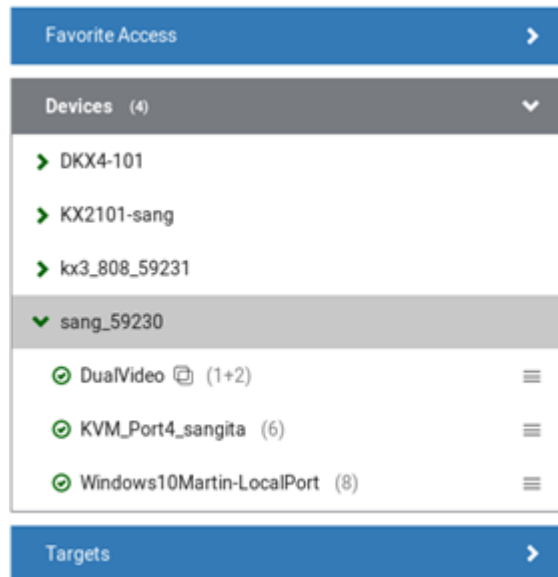 Favorite Access
Devices (4)
DKX4-101
KX2101-sang
kx3_808_59231
sang_59230
DualVideo (1+2)
KVM_Port4_sangita (6)
Windows10Martin-LocalPort (8)
Targets